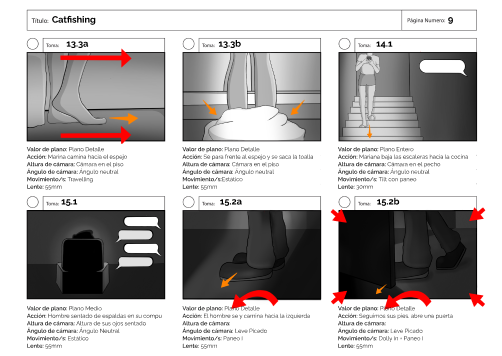 Título: Catfishing
Página Numero: 9
Toma: 13.3a
Toma: 13.3b
Toma: 14.1
Valor de plano: Plano Detalle
Acción: Marina camina hacia el espejo
Altura de cámara: Cámara en el piso
Ángulo de cámara: Ángulo neutral
Movimiento/s: Travelling
Lente: 55mm
Valor de plano: Plano Detalle
Acción: Se para frenta al espejo y se saca la toalla
Altura de cámara: Cámara en el piso
Ángulo de cámara: Ángulo neutral
Movimiento/s:Estatico
Lente: 55mm
Valor de plano: Plano Entero
Acción: Mariana baja las escaleras hacia la cocina
Altura de cámara: Cámara en el pecho
Ángulo de cámara: Ángulo neutral
Movimiento/s: Tilt con paneo
Lente: 30mm
Toma: 15.1
Toma: 15.2a
Toma: 15.2b
Valor de plano: Plano Medio
Acción: Hombre sentado de espaldas en su compu
Altura de cámara: Altura de sus ojos sentado
Ángulo de cámara: Ángulo Neutral
Movimiento/s: Estático
Lente: 55mm
Valor de plano: Plano Detalle
Acción: El hombre se y camina hacia la izquierda
Altura de cámara:
Ángulo de cámara: Leve Picado
Movimiento/s: Paneo I
Lente: 55mm
Valor de plano: Plano Detalle
Acción: Seguimos sus pies, abre una puerta
Altura de cámara:
Ángulo de cámara: Leve Picado
Movimiento/s: Dolly In + Paneo I
Lente: 55mm